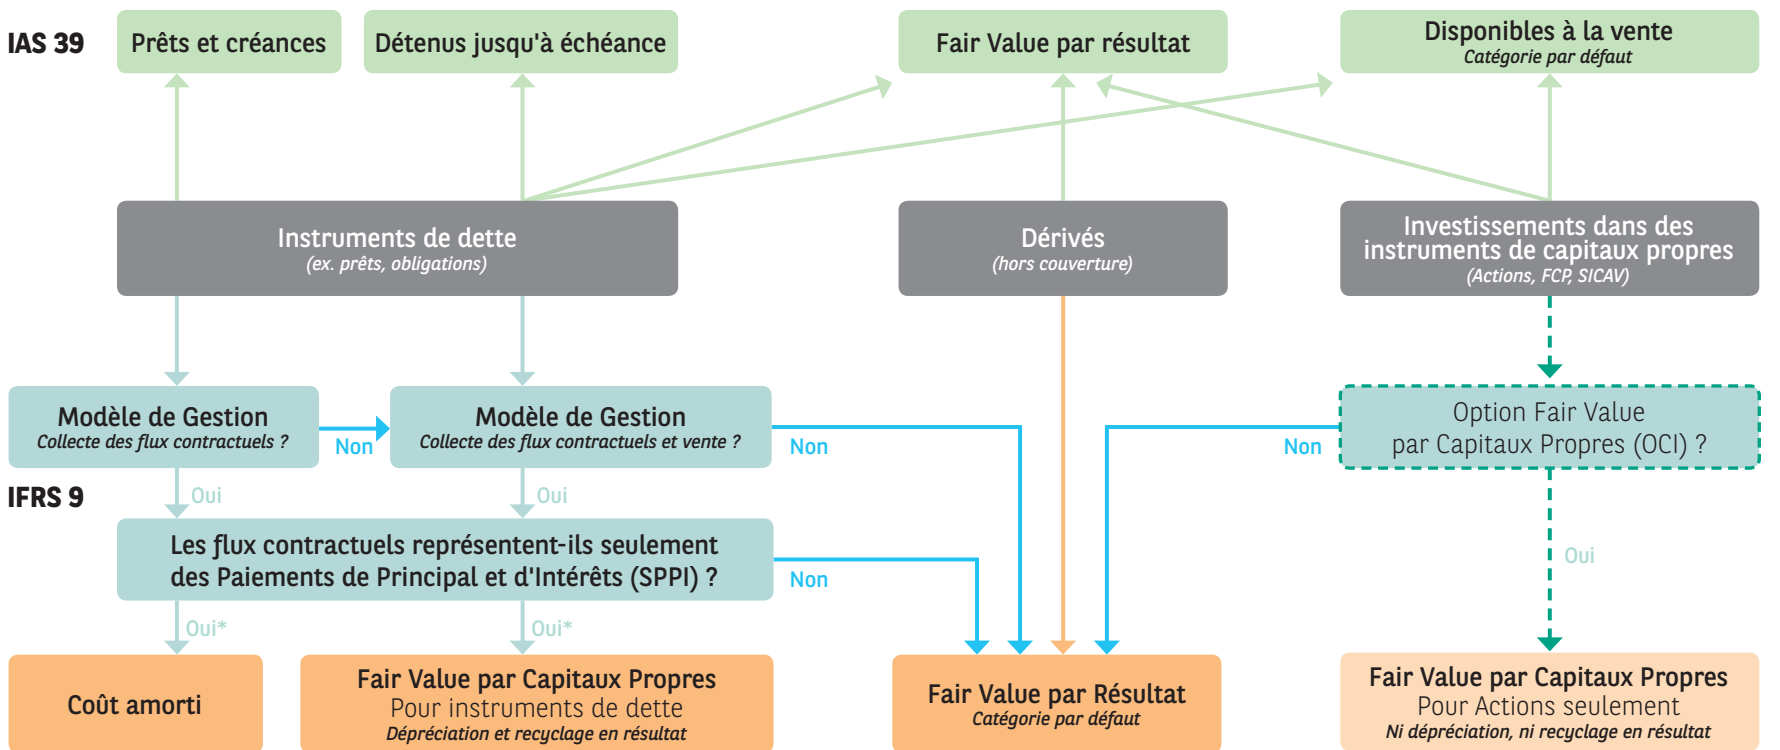 IAS 39
Prêts et créances
Détenus jusqu'à échéance
Fair Value par résultat
Disponibles à la vente
Catégorie par défaut
Instruments de dette
(ex. prêts, obligations)
Dérivés
(hors couverture)
Investissements dans des
instruments de capitaux propres
(Actions, FCP, SICAV)
Modèle de Gestion
Collecte des flux contractuels ?
Non
Modèle de Gestion
Collecte des flux contractuels et vente ?
Non
Non
Option Fair Value
par Capitaux Propres (OCI) ?
IFRS 9
Oui
Oui
Les flux contractuels représentent-ils seulement
des Paiements de Principal et d'Intérêts (SPPI) ?
Non
Oui
Oui*
Oui*
Coût amorti
Fair Value par Capitaux Propres
Pour instruments de dette
Dépréciation et recyclage en résultat
Fair Value par Résultat
Catégorie par défaut
Fair Value par Capitaux Propres
Pour Actions seulement
Ni dépréciation, ni recyclage en résultat